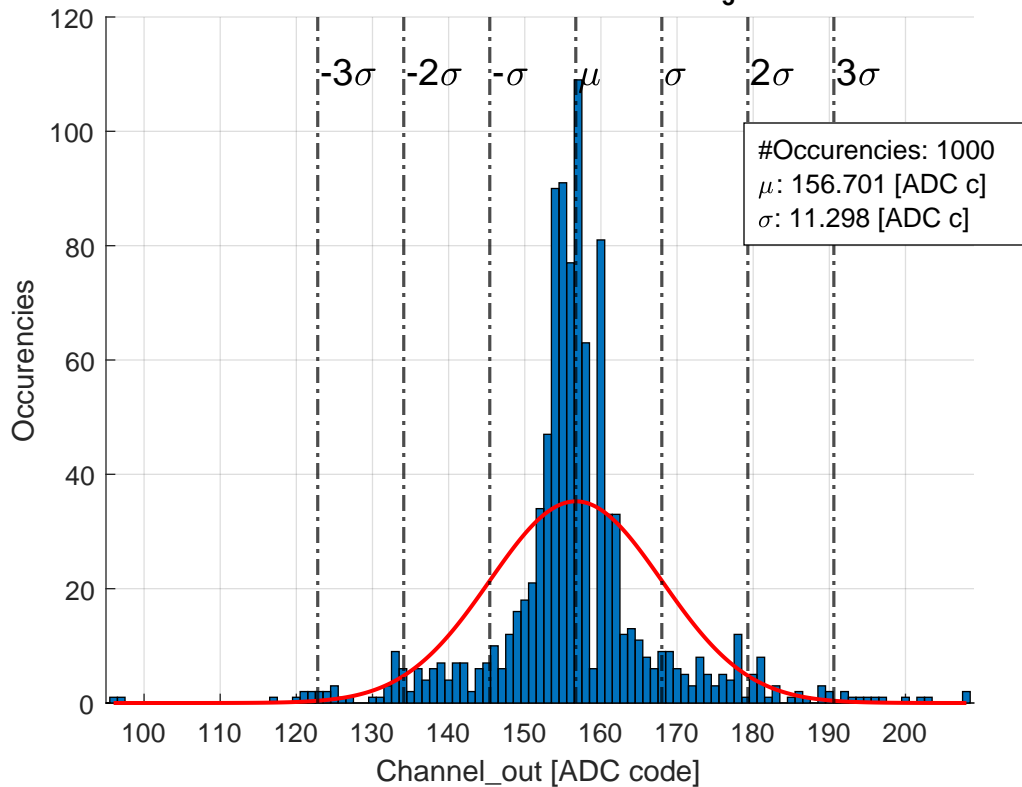 120
-3σ -2σ -σ μ σ 2σ 3σ
100
#Occurencies: 1000
μ: 156.701 [ADC c]
σ: 11.298 [ADC c]
80
60
40
20
0
Occurencies
100 110 120 130 140 150 160 170 180 190 200
Channel_out [ADC code]